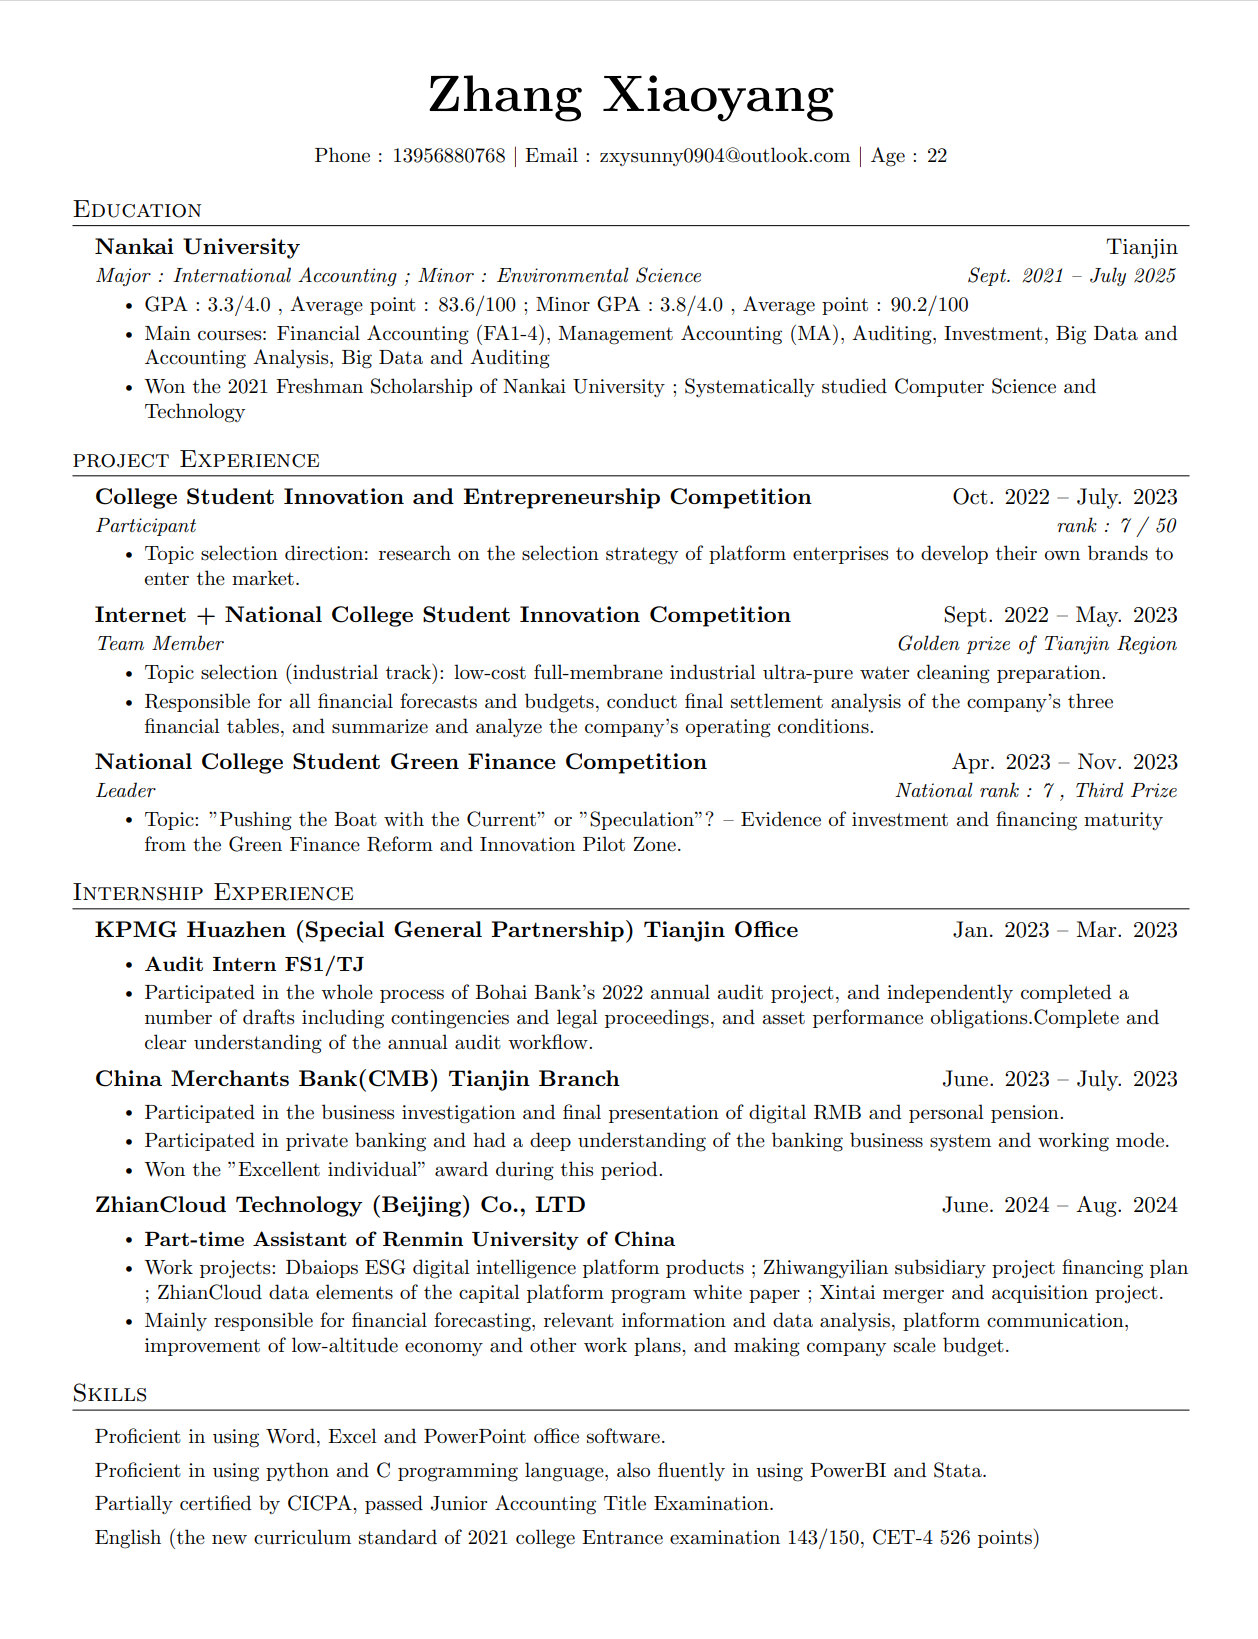 Zhang Xiaoyang
Phone : 13956880768 | Email : zxysunny0904@outlook.com | Age : 22
Education
Nankai University Tianjin
Major : International Accounting ; Minor : Environmental Science Sept. 2021 – July 2025
• GPA : 3.3/4.0 , Average point : 83.6/100 ; Minor GPA : 3.8/4.0 , Average point : 90.2/100
• Main courses: Financial Accounting (FA1-4), Management Accounting (MA), Auditing, Investment, Big Data and
Accounting Analysis, Big Data and Auditing
• Won the 2021 Freshman Scholarship of Nankai University ; Systematically studied Computer Science and
Technology
project Experience
College Student Innovation and Entrepreneurship Competition Oct. 2022 – July. 2023
Participant rank : 7 / 50
• Topic selection direction: research on the selection strategy of platform enterprises to develop their own brands to
enter the market.
Internet + National College Student Innovation Competition Sept. 2022 – May. 2023
Team Member Golden prize of Tianjin Region
• Topic selection (industrial track): low-cost full-membrane industrial ultra-pure water cleaning preparation.
• Responsible for all financial forecasts and budgets, conduct final settlement analysis of the company's three
financial tables, and summarize and analyze the company's operating conditions.
National College Student Green Finance Competition Apr. 2023 – Nov. 2023
Leader National rank : 7 , Third Prize
• Topic: ”Pushing the Boat with the Current” or ”Speculation”? – Evidence of investment and financing maturity
from the Green Finance Reform and Innovation Pilot Zone.
Internship Experience
KPMG Huazhen (Special General Partnership) Tianjin Office Jan. 2023 – Mar. 2023
• Audit Intern FS1/TJ
• Participated in the whole process of Bohai Bank's 2022 annual audit project, and independently completed a
number of drafts including contingencies and legal proceedings, and asset performance obligations.Complete and
clear understanding of the annual audit workflow.
China Merchants Bank(CMB) Tianjin Branch June. 2023 – July. 2023
• Participated in the business investigation and final presentation of digital RMB and personal pension.
• Participated in private banking and had a deep understanding of the banking business system and working mode.
• Won the ”Excellent individual” award during this period.
ZhianCloud Technology (Beijing) Co., LTD June. 2024 – Aug. 2024
• Part-time Assistant of Renmin University of China
• Work projects: Dbaiops ESG digital intelligence platform products ; Zhiwangyilian subsidiary project financing plan
; ZhianCloud data elements of the capital platform program white paper ; Xintai merger and acquisition project.
• Mainly responsible for financial forecasting, relevant information and data analysis, platform communication,
improvement of low-altitude economy and other work plans, and making company scale budget.
Skills
Proficient in using Word, Excel and PowerPoint office software.
Proficient in using python and C programming language, also fluently in using PowerBI and Stata.
Partially certified by CICPA, passed Junior Accounting Title Examination.
English (the new curriculum standard of 2021 college Entrance examination 143/150, CET-4 526 points)